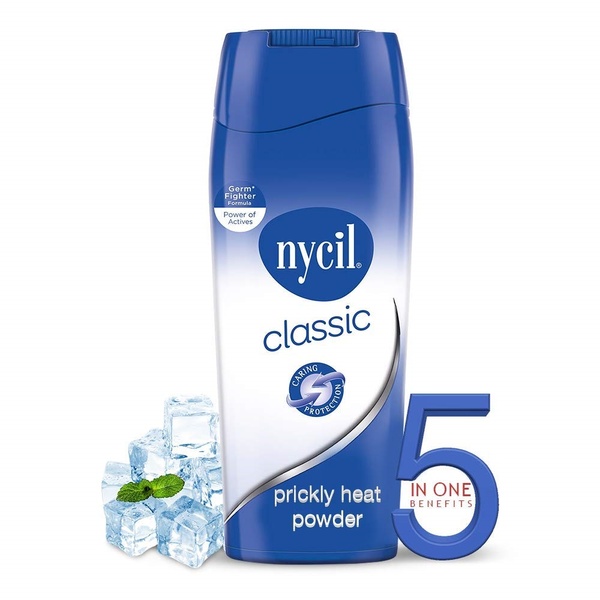 Germ*
Fighter
Formula
Power of
Actives
nycil®
classic
CARING
PROTECTION
prickly heat
powder
5
IN ONE
BENEFITS